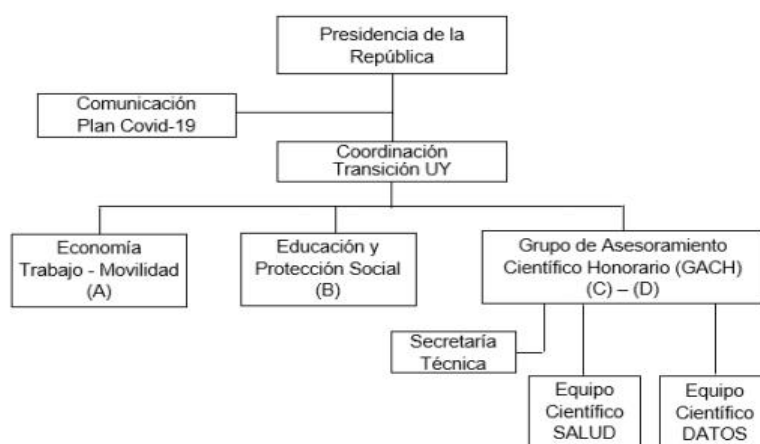 Presidencia de la
República
Comunicación
Plan Covid-19
Coordinación
Transición UY
Economía
Trabajo - Movilidad
(A)
Educación y
Protección Social
(B)
Grupo de Asesoramiento
Científico Honorario (GACH)
(C) – (D)
Secretaría
Técnica
Equipo
Científico
SALUD
Equipo
Científico
DATOS